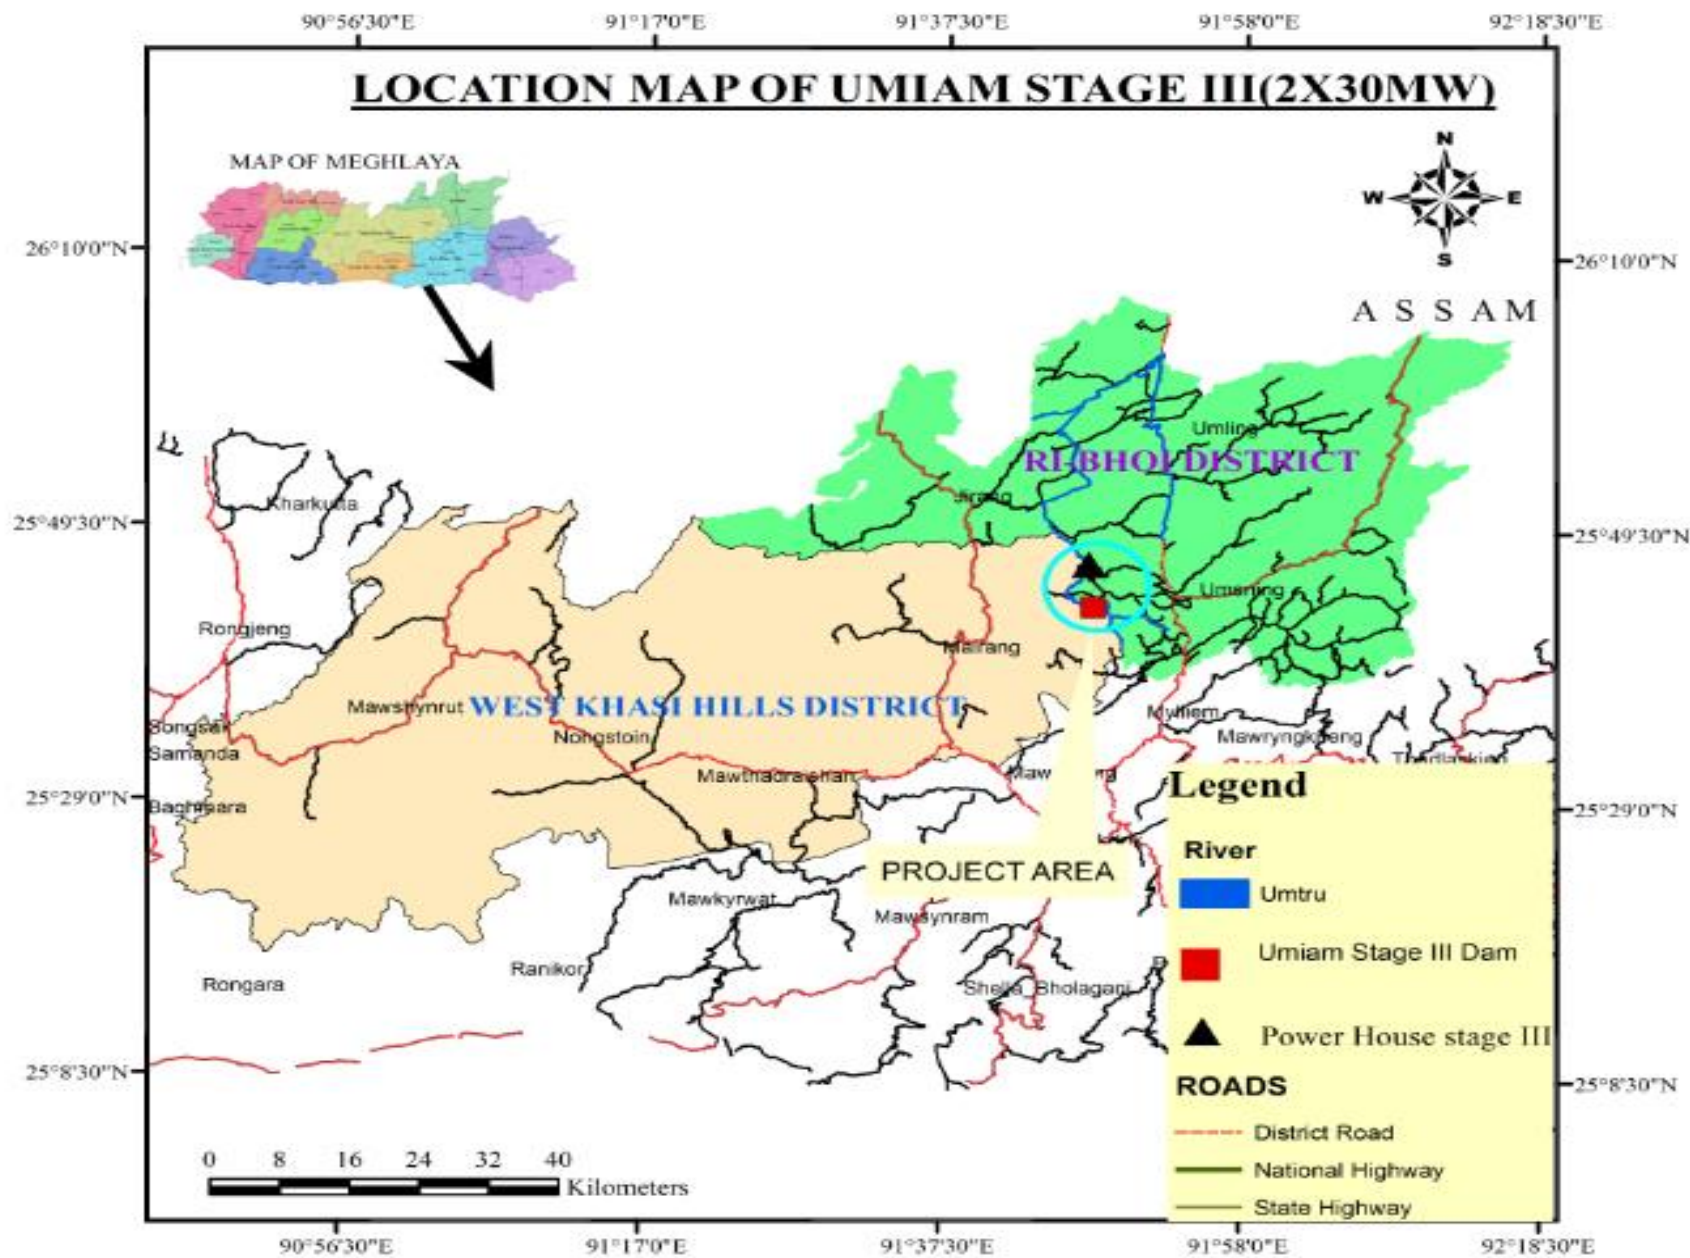 90°56'30"E 91°17'0"E 91°37'30"E 91°58'0"E 92°18'30"E
LOCATION MAP OF UMIAM STAGE III(2X30MW)
MAP OF MEGHLAYA
N
W E
S
26°10'0"N 26°10'0"N
A S S A M
Umling
RI-BHOI DISTRICT
Jirang
Kharkutta
25°49'30"N 25°49'30"N
Umsning
Rongjeng
Mairang
Mawshynrut
WEST KHASI HILLS DISTRICT
Mylliem
Songsak
Nongstoin
Mawryngkneng
Samanda
Mawthadraishan
25°29'0"N 25°29'0"N
Baghmara
PROJECT AREA
Mawkyrwat
Mawsynram
Ranikor
Rongara
Shella_Bholaganj
25°8'30"N 25°8'30"N
Legend
River
Umtru
Umiam Stage III Dam
Power House stage III
ROADS
District Road
National Highway
State Highway
0 8 16 24 32 40
Kilometers
90°56'30"E 91°17'0"E 91°37'30"E 91°58'0"E 92°18'30"E